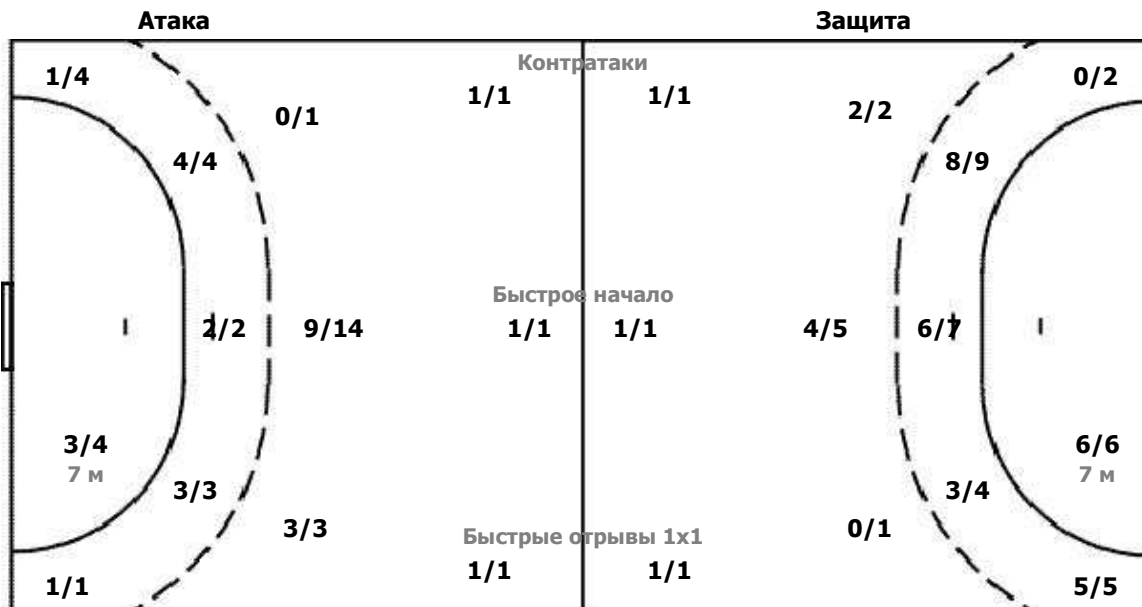 Атака Защита
Контратаки
1/4 1/1 1/1 0/2
0/1 2/2
4/4 8/9
Быстрое начало
2/2 9/14 1/1 1/1 4/5 6/7
3/4 6/6
7 м 7 м
3/3 3/4
3/3 Быстрые отрывы 1x1 0/1
1/1 1/1 1/1 5/5